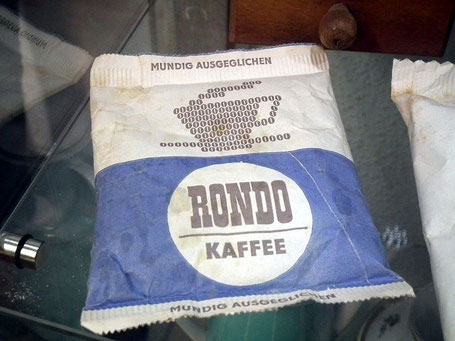 MUNDIG AUSGEGLICHEN
RONDO
KAFFEE
MUNDIG AUSGEGLICHEN